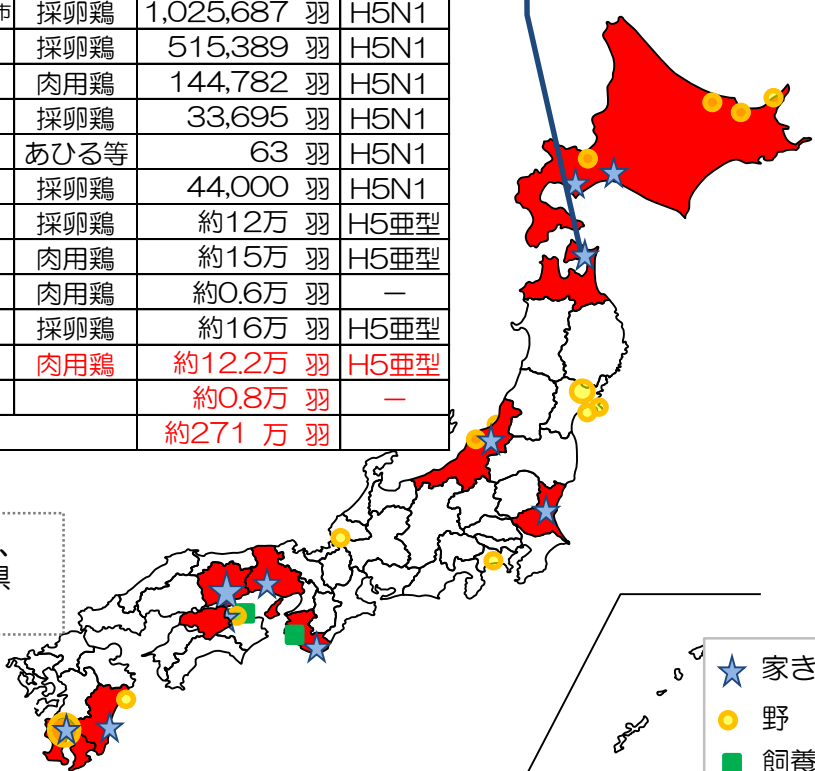 市 採卵鶏 1,025,687 羽 H5N1
採卵鶏 515,389 羽 H5N1
肉用鶏 144,782 羽 H5N1
採卵鶏 33,695 羽 H5N1
あひる等 63 羽 H5N1
採卵鶏 44,000 羽 H5N1
採卵鶏 約12万 羽 H5亜型
肉用鶏 約15万 羽 H5亜型
肉用鶏 約0.6万 羽 －
採卵鶏 約16万 羽 H5亜型
肉用鶏 約12.2万 羽 H5亜型
約0.8万 羽 －
約271 万 羽
、
県
家き
野
飼養